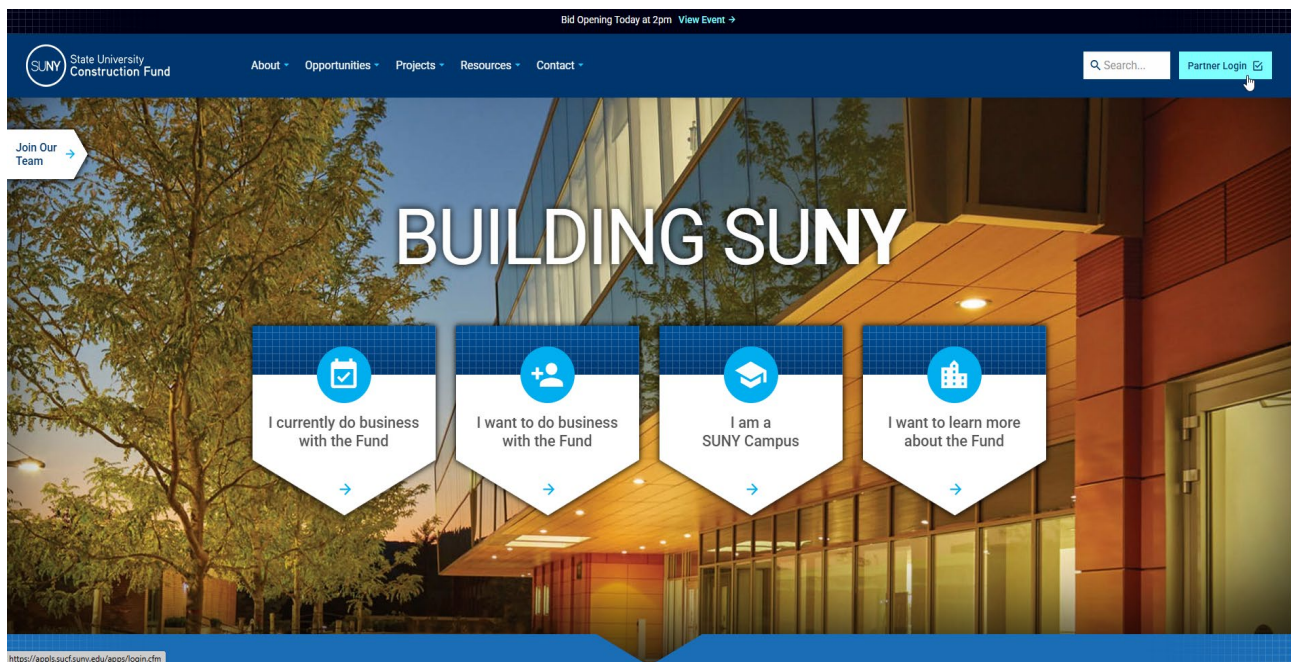 Bid Opening Today at 2pm View Event →
SUNY
State University
Construction Fund
About
Opportunities
Projects
Resources
Contact
Search...
Partner Login
Join Our
Team →
BUILDING SUNY
I currently do business
with the Fund
→
I want to do business
with the Fund
→
I am a
SUNY Campus
→
I want to learn more
about the Fund
→
https://appls.sucf.suny.edu/apps/login.cfm